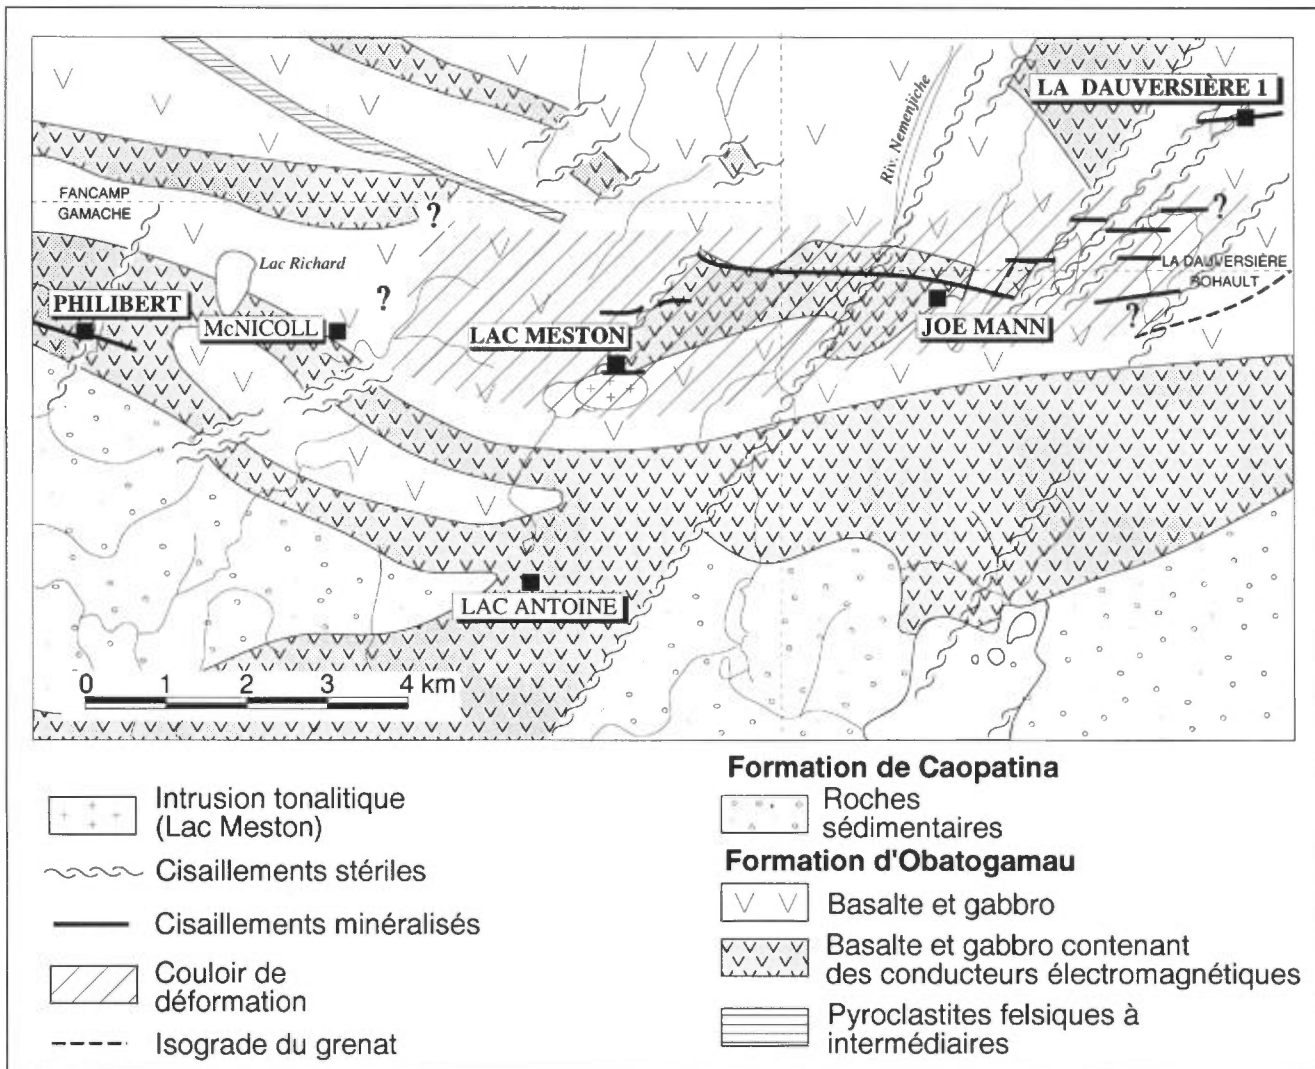 LA DAUVERSIÈRE 1
Riv. Nemenjiche
FANCAMP
GAMACHE
?
?
Lac Richard
LA DAUVERSIÈRE
ROHAULT
PHILIBERT
McNICOLL
?
LAC MESTON
JOE MANN
?
LAC ANTOINE
0 1 2 3 4 km
Intrusion tonalitique
(Lac Meston)
Cisaillements stériles
Cisaillements minéralisés
Couloir de
déformation
Isograde du grenat
Formation de Caopatina
Roches
sédimentaires
Formation d'Obatogamau
Basalte et gabbro
Basalte et gabbro contenant
des conducteurs électromagnétiques
Pyroclastites felsiques à
intermédiaires